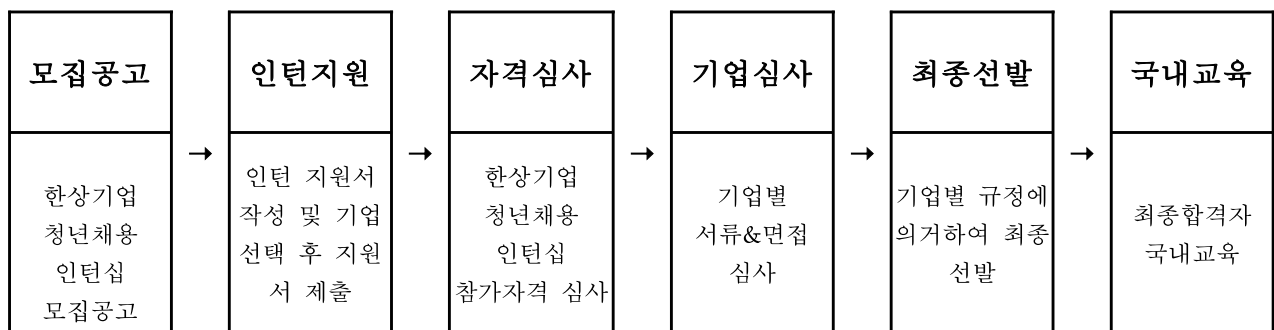 모집공고
한상기업
청년채용
인턴십
모집공고
→
인턴지원
인턴 지원서
작성 및 기업
선택 후 지원
서 제출
→
자격심사
한상기업
청년채용
인턴십
참가자격 심사
→
기업심사
기업별
서류&면접
심사
→
최종선발
기업별 규정에
의거하여 최종
선발
→
국내교육
최종합격자
국내교육